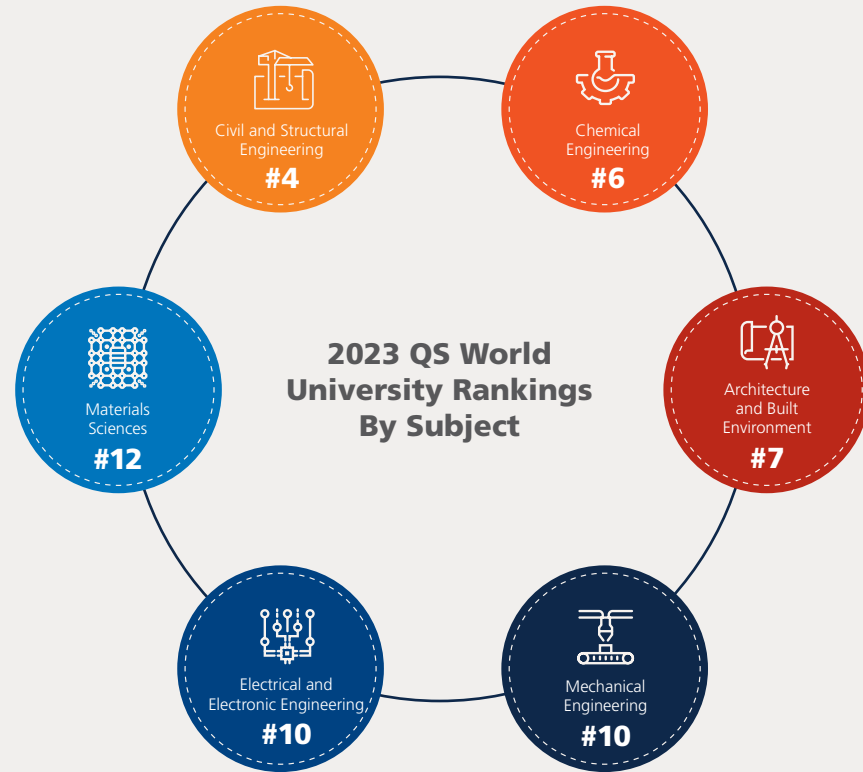 Civil and Structural
Engineering
#4
Chemical
Engineering
#6
2023 QS World
University Rankings
By Subject
Materials
Sciences
#12
Architecture
and Built
Environment
#7
Electrical and
Electronic Engineering
#10
Mechanical
Engineering
#10